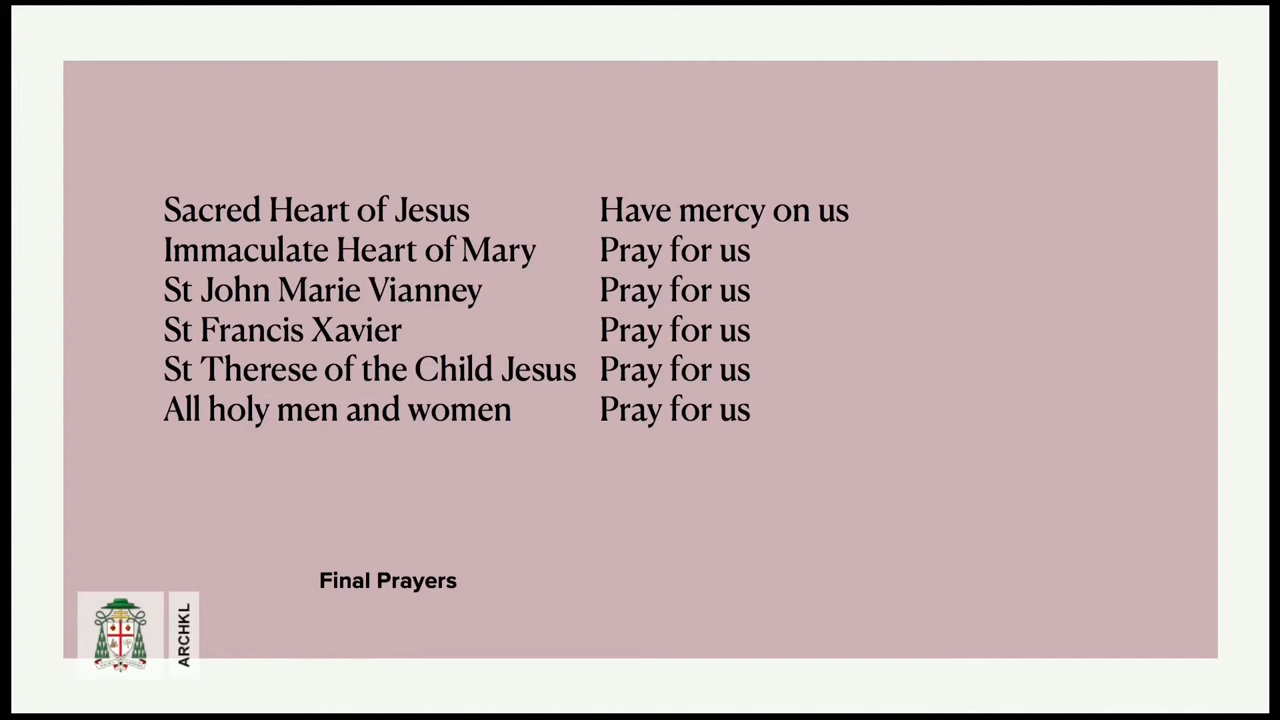 Sacred Heart of Jesus Have mercy on us
Immaculate Heart of Mary Pray for us
St John Marie Vianney Pray for us
St Francis Xavier Pray for us
St Therese of the Child Jesus Pray for us
All holy men and women Pray for us
Final Prayers
ARCHKL